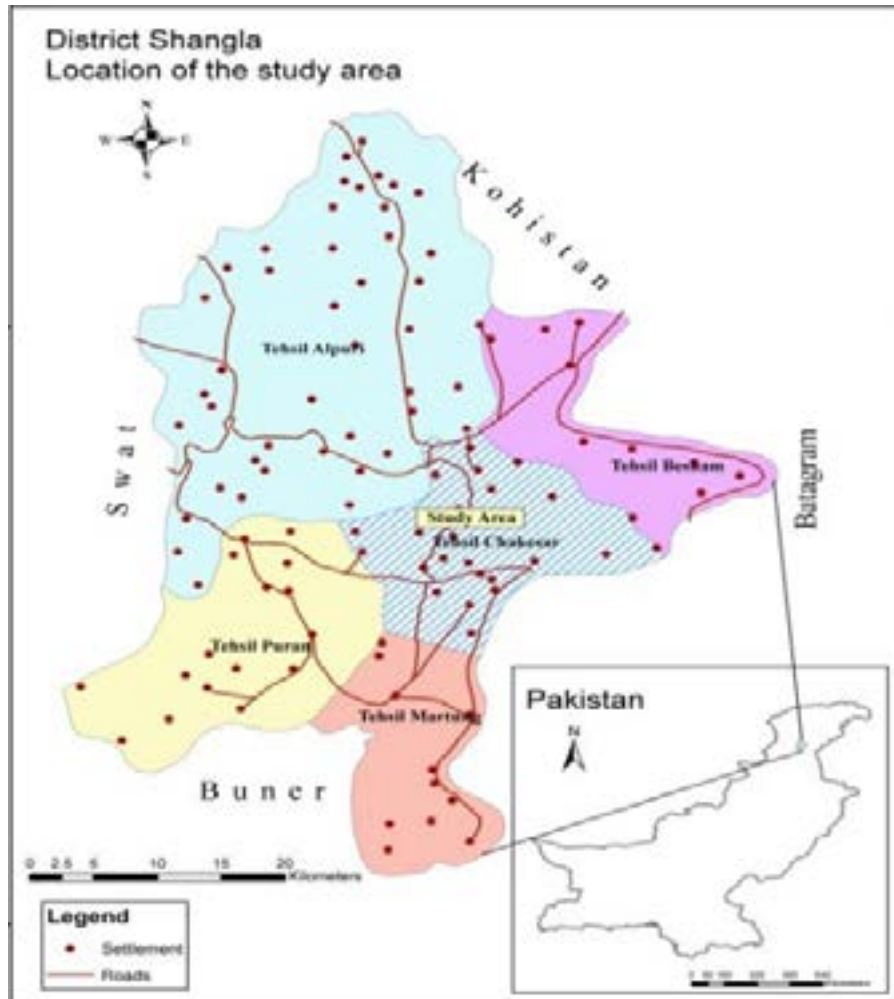 District Shangla
Location of the study area
N
W E
S
Kohistan
Tehsil Alpuri
Swat
Tehsil Besham
Batagram
Study Area
Tehsil Chakesar
Tehsil Puran
Tehsil Martung
Buner
Pakistan
N
0 2.5 5 10 15 20
Kilometers
Legend
Settlement
Roads